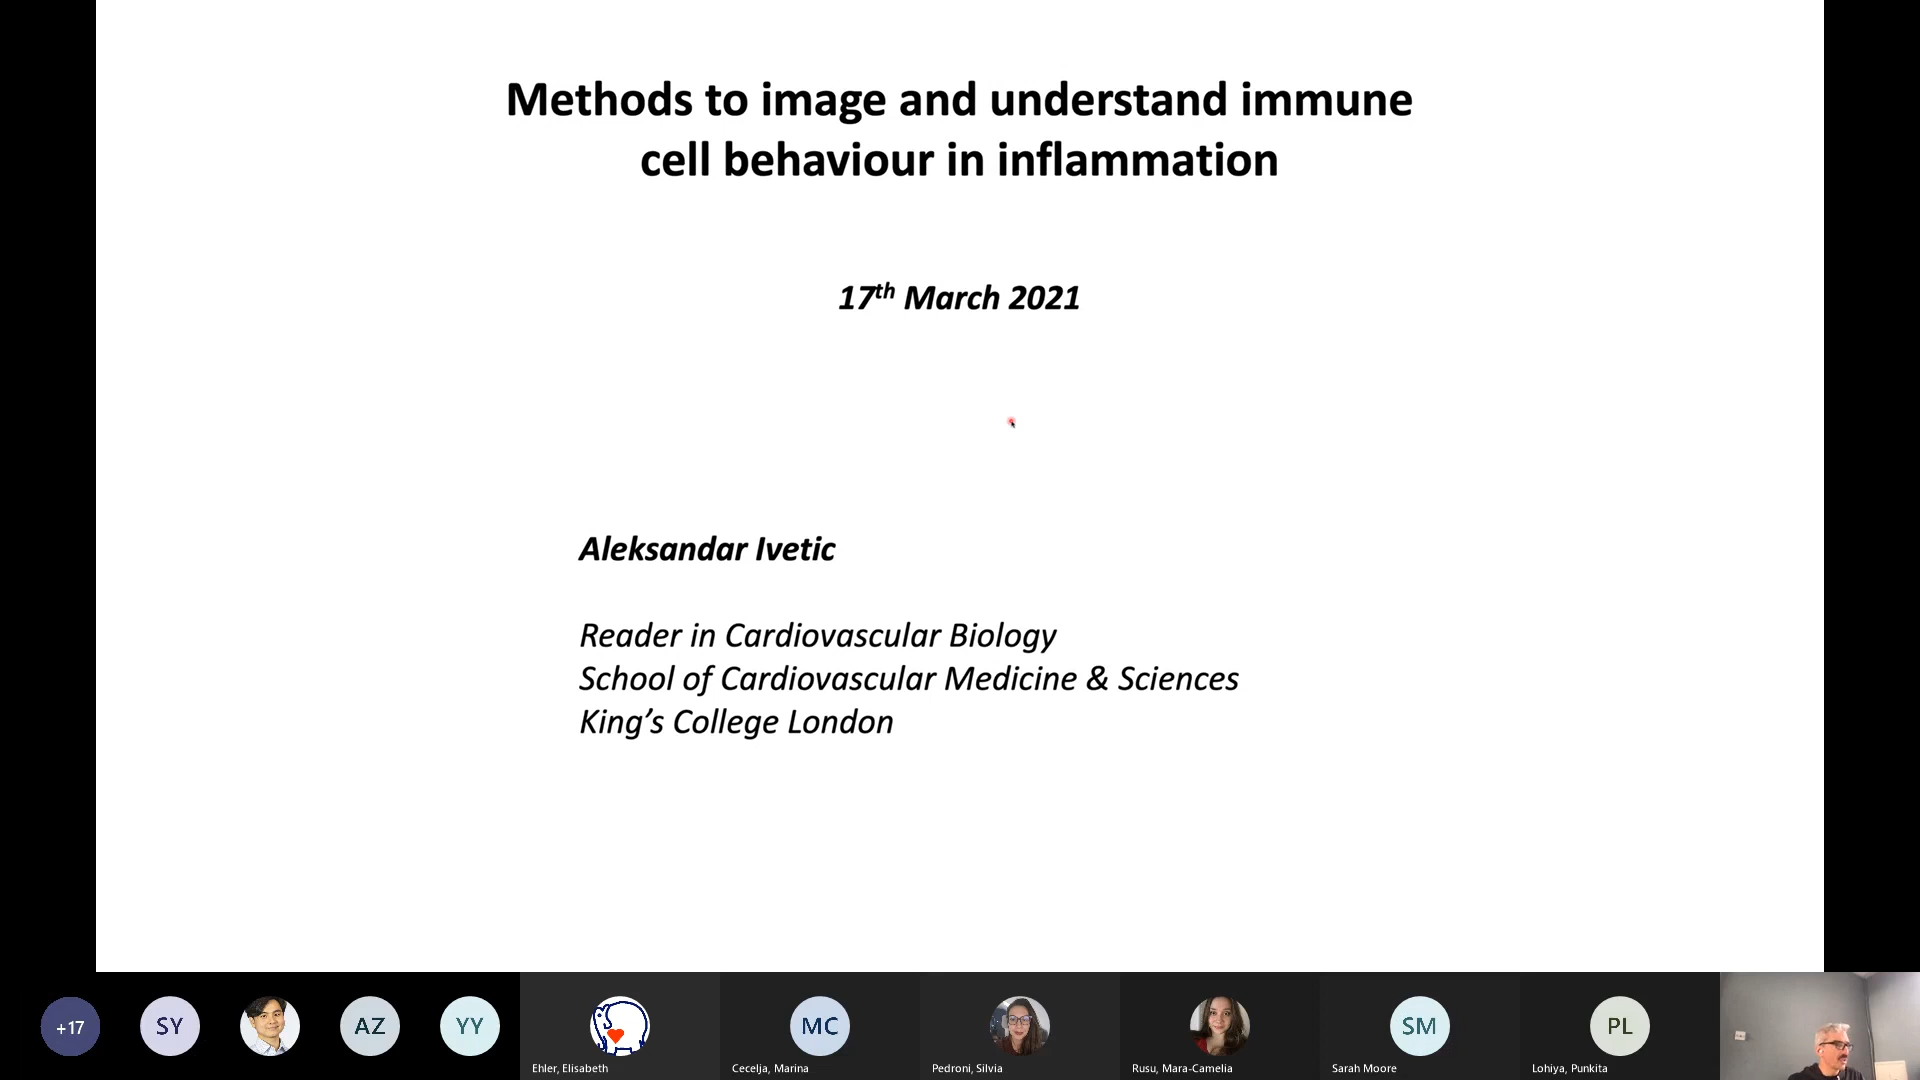 Methods to image and understand immune
cell behaviour in inflammation
17th March 2021
Aleksandar Ivetic
Reader in Cardiovascular Biology
School of Cardiovascular Medicine & Sciences
King’s College London
+17
SY
AZ
YY
MC
SM
PL
Ehler, Elisabeth
Cecelja, Marina
Pedroni, Silvia
Rusu, Mara-Camelia
Sarah Moore
Lohiya, Punkita